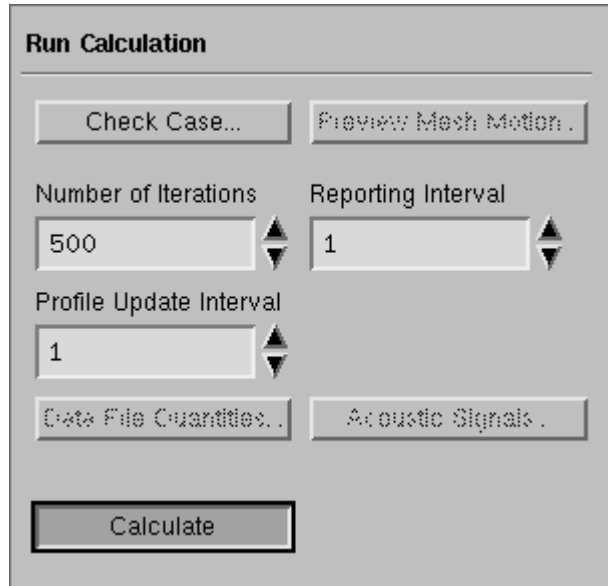 Run Calculation
Check Case...
Preview Mesh Motion .
Number of Iterations
Reporting Interval
500
1
Profile Update Interval
1
Data File Quantities. .
Acoustic Signals .
Calculate